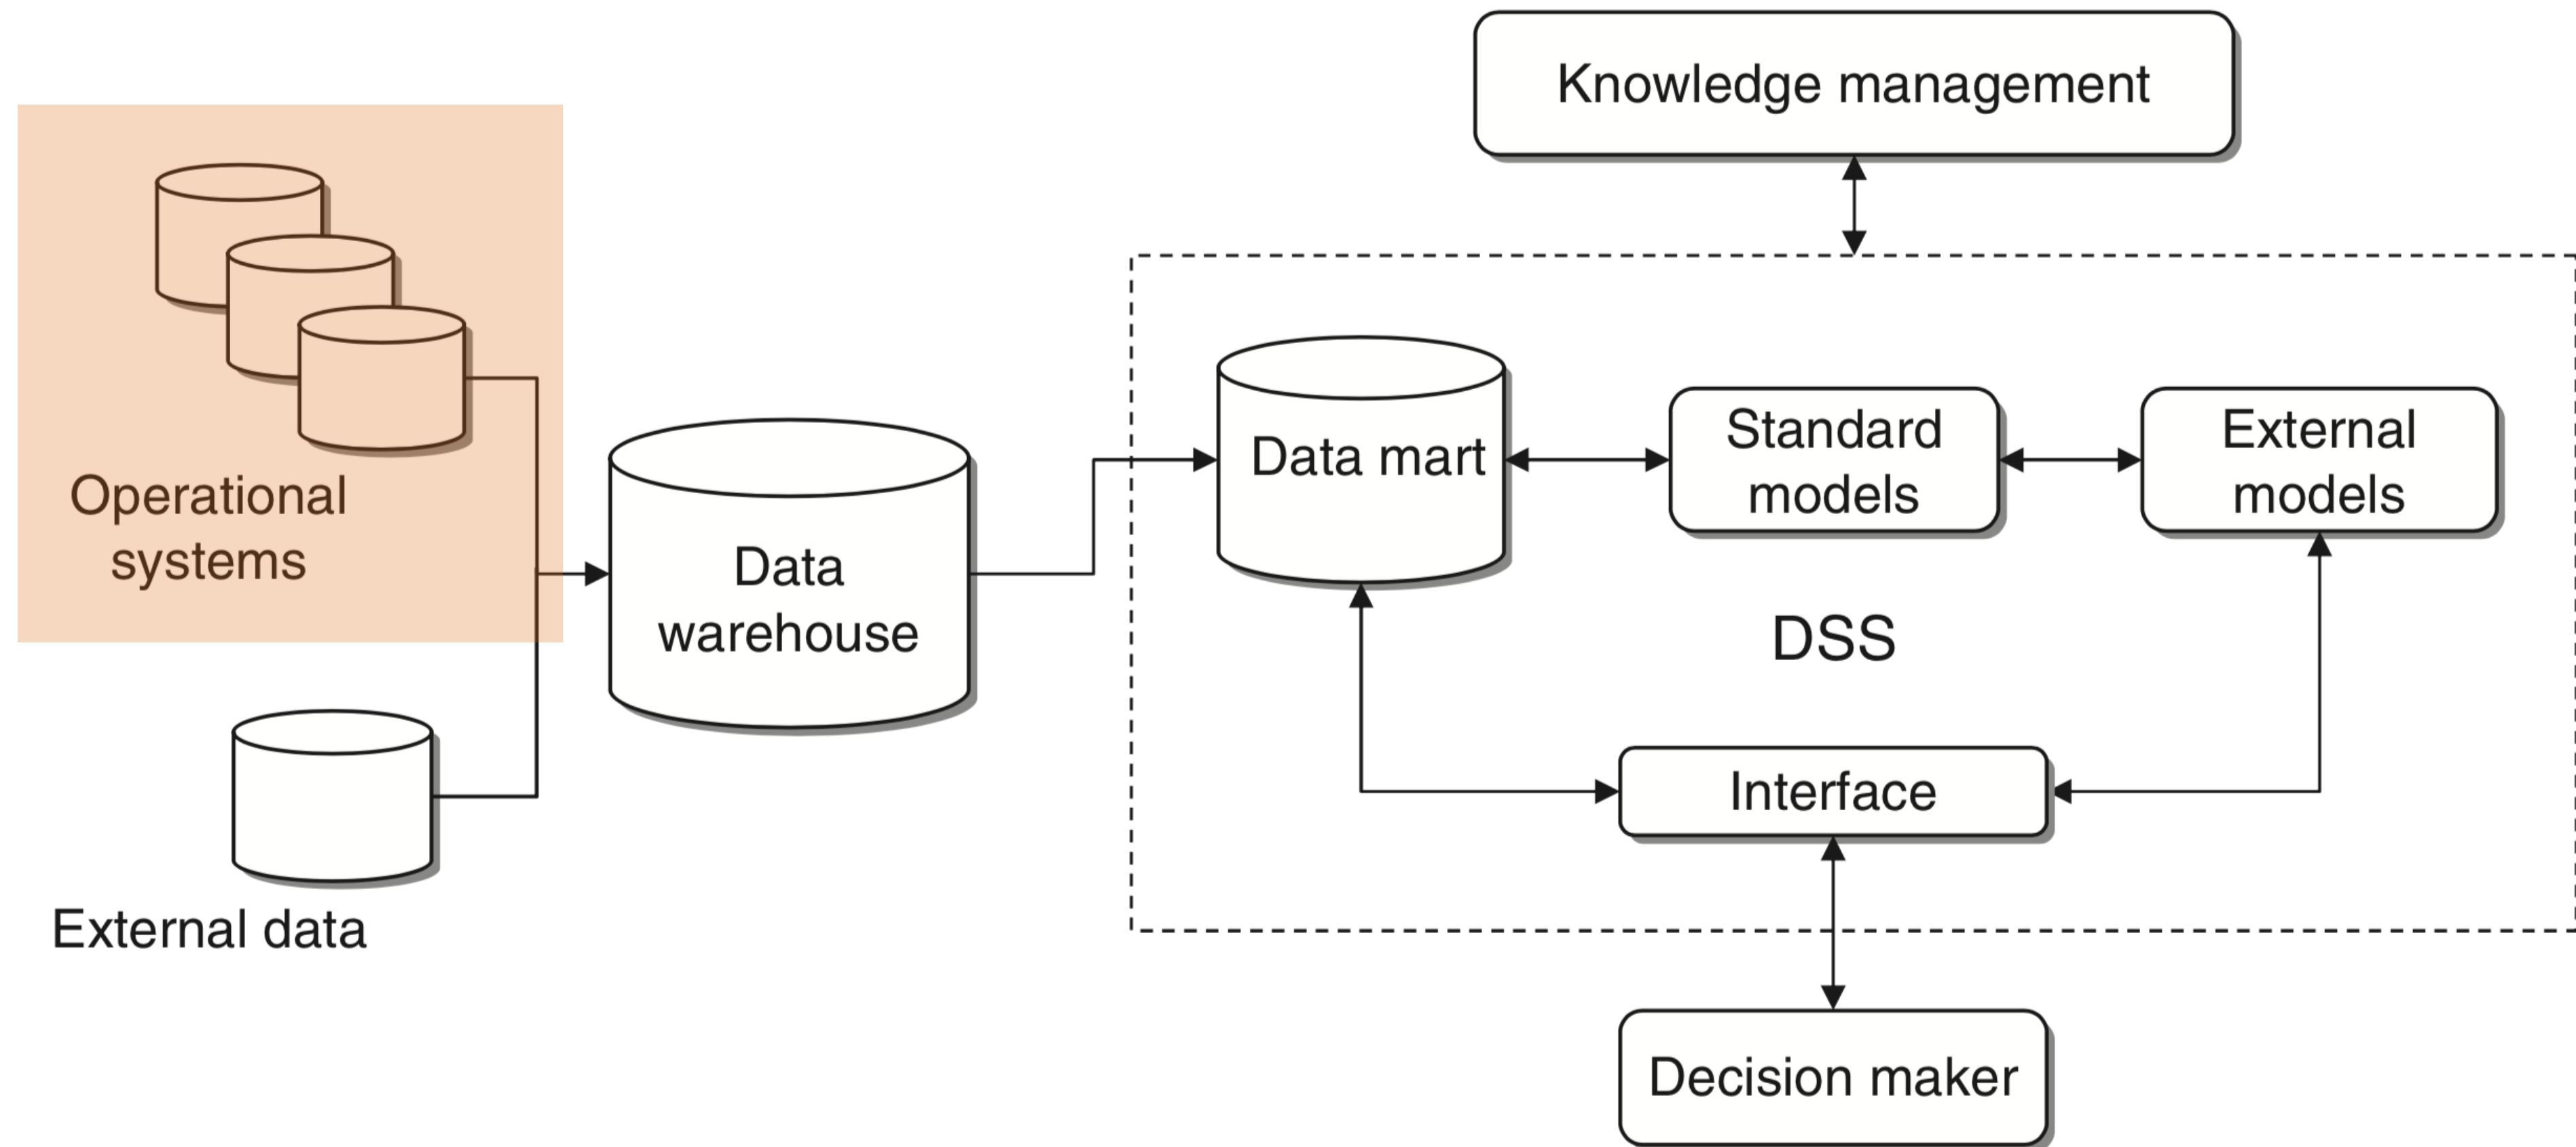 Knowledge management
Operational
systems
External data
Data
warehouse
Data mart
Standard
models
External
models
DSS
Interface
Decision maker